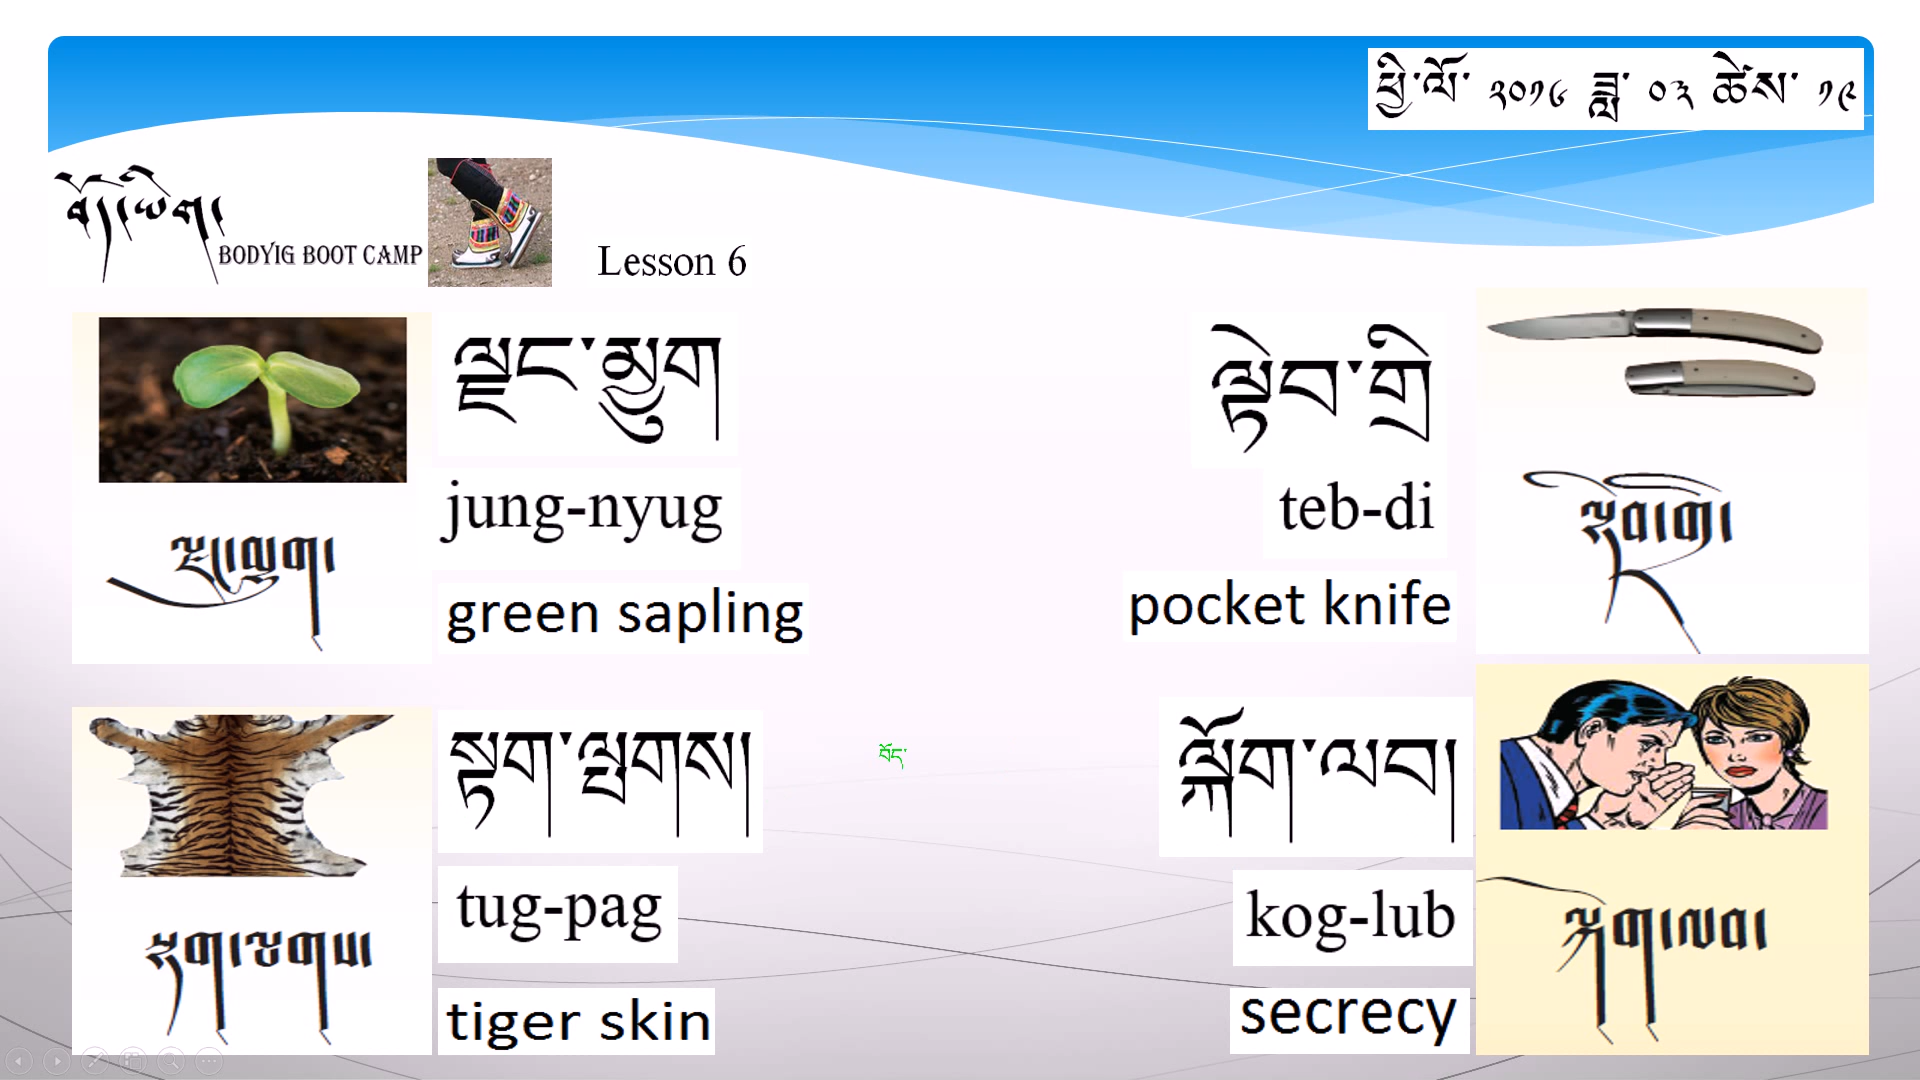 ཕྱི་ལོ་ ༢༠༡༦ ཟླ་ ༠༣ ཚེས་ ༡༩
བོད་ཡིག།
BODYIG BOOT CAMP
Lesson 6
ལྗང་མྱུག
jung-nyug
green sapling
ལྟེབ་གྲི
teb-di
pocket knife
སྟག་ལྤགས།
tug-pag
tiger skin
བོད་
ལྐོག་ལབ།
kog-lub
secrecy